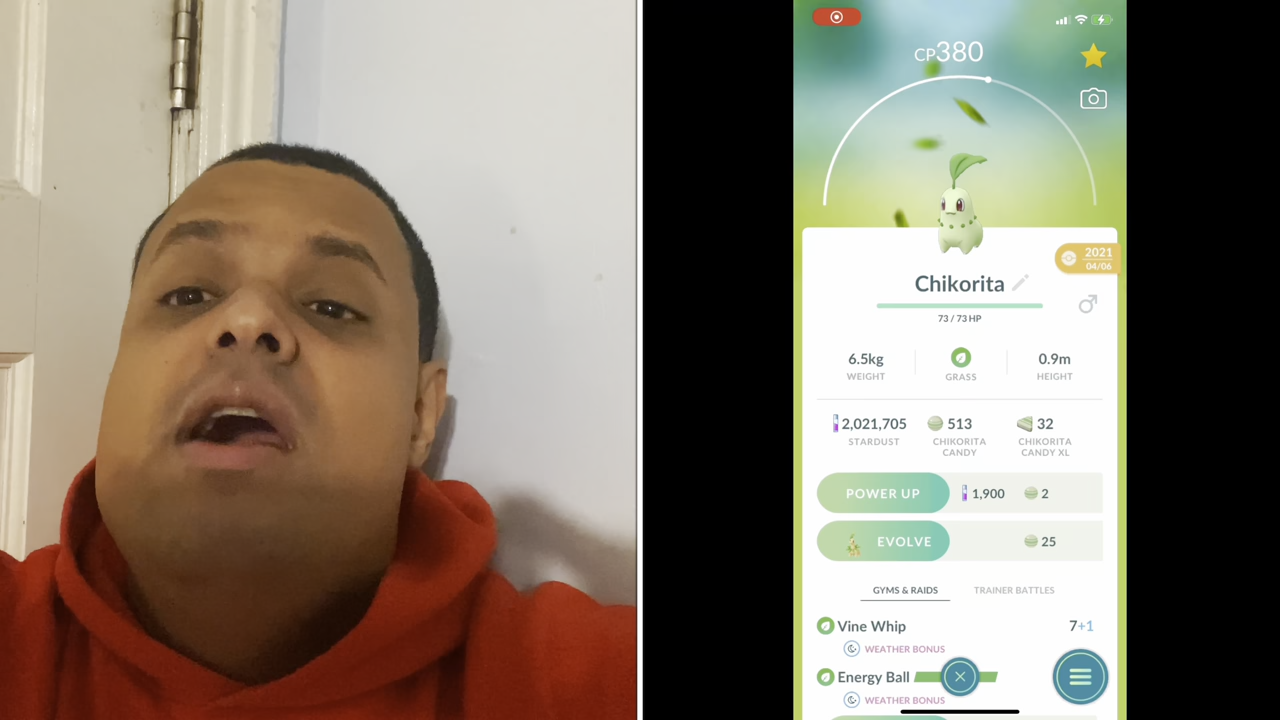 CP380
2021
04/06
Chikorita
73 / 73 HP
6.5kg
WEIGHT
GRASS
0.9m
HEIGHT
2,021,705
STARDUST
513
CHIKORITA
CANDY
32
CHIKORITA
CANDY XL
POWER UP 1,900 2
EVOLVE 25
GYMS & RAIDS TRAINER BATTLES
Vine Whip 7+1
WEATHER BONUS
Energy Ball
WEATHER BONUS